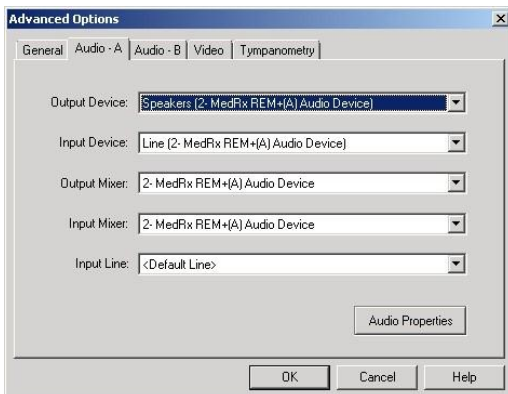 Advanced Options
General Audio - A Audio - B Video Tympanometry
Output Device: Speakers (2- MedRx REM+(A) Audio Device)
Input Device: Line (2- MedRx REM+(A) Audio Device)
Output Mixer: 2- MedRx REM+(A) Audio Device
Input Mixer: 2- MedRx REM+(A) Audio Device
Input Line: <Default Line>
Audio Properties
OK Cancel Help